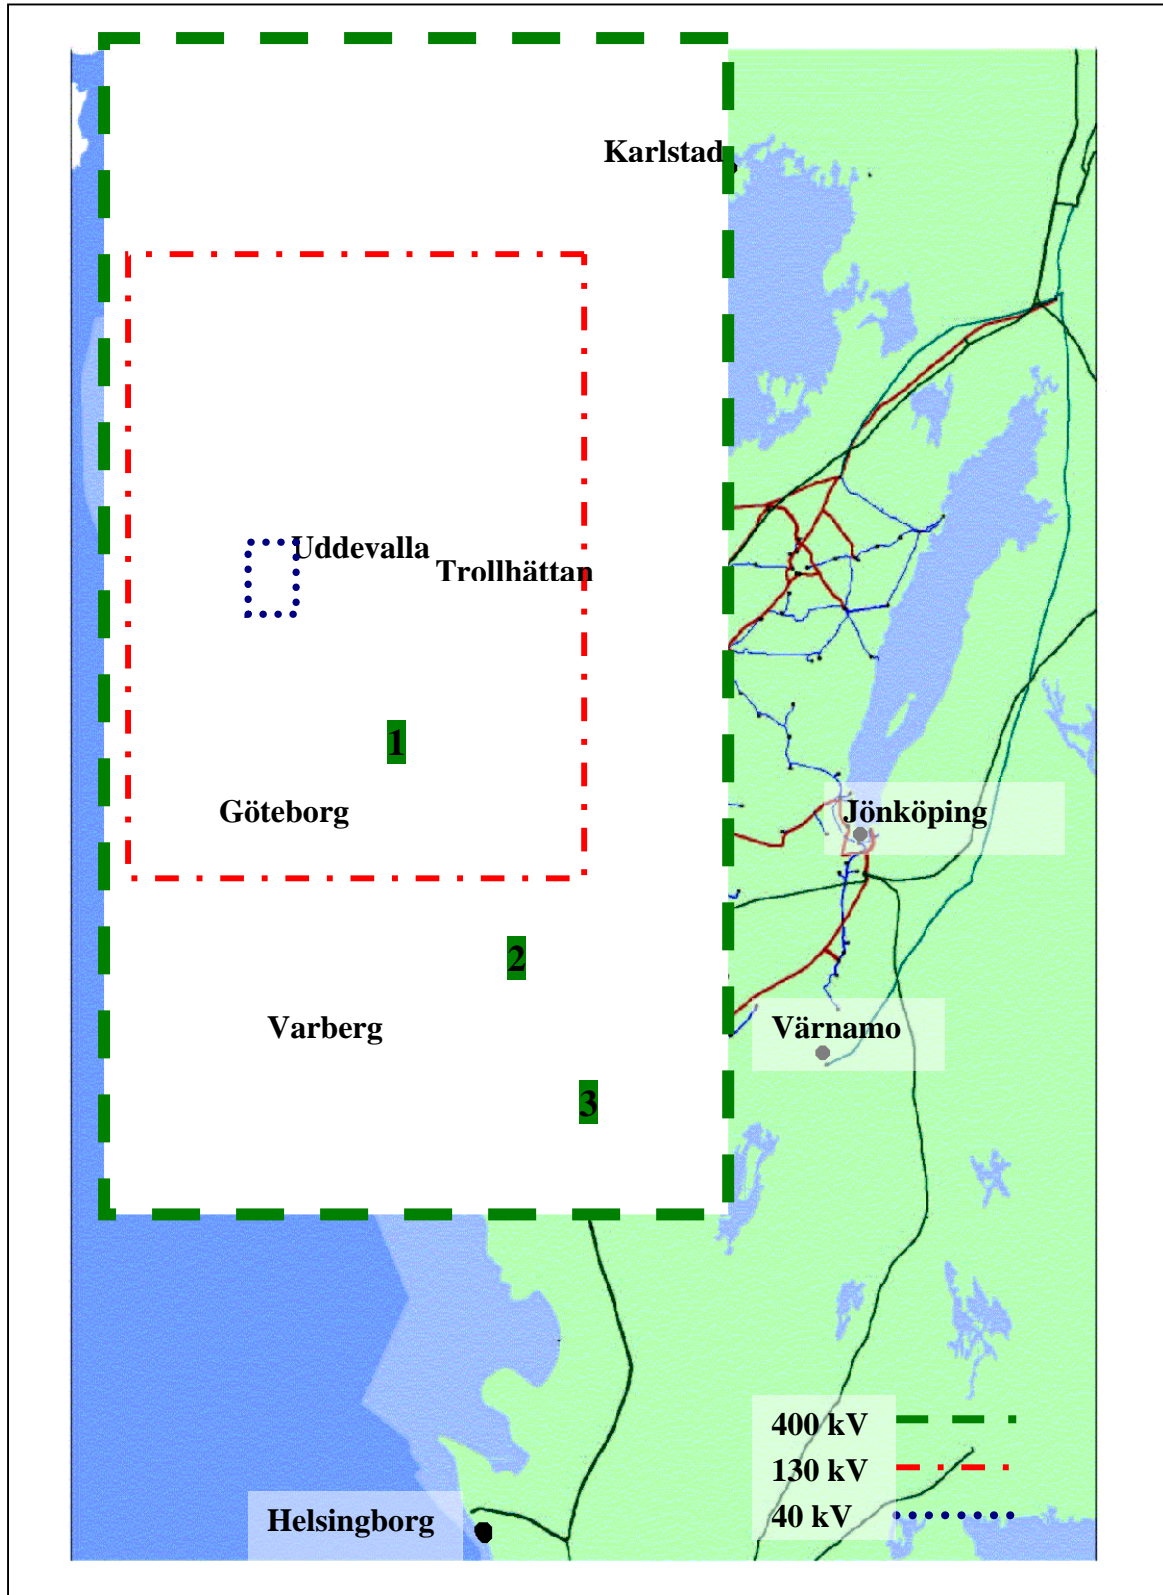 Karlstad
Uddevalla
Trollhättan
1
Göteborg
Jönköping
2
Varberg
Värnamo
3
400 kV
130 kV
40 kV
Helsingborg